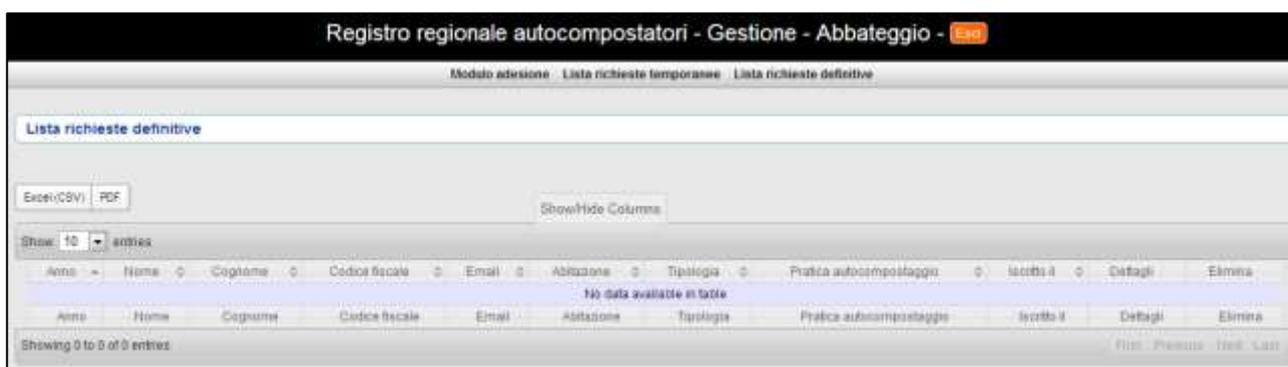 Registro regionale autocompostatori - Gestione - Abbateggio - Esci
Modulo adesione Lista richieste temporanee Lista richieste definitive
Lista richieste definitive
Excel (CSV) PDF
Show/Hide Columns
Show 10 entries
Anno Nome Cognome Codice fiscale Email Abitazione Tipologia Pratica autocompostaggio Iscritto il Dettagli Elimina
No data available in table
Anno Nome Cognome Codice fiscale Email Abitazione Tipologia Pratica autocompostaggio Iscritto il Dettagli Elimina
Showing 0 to 0 of 0 entries
First Previous Next Last